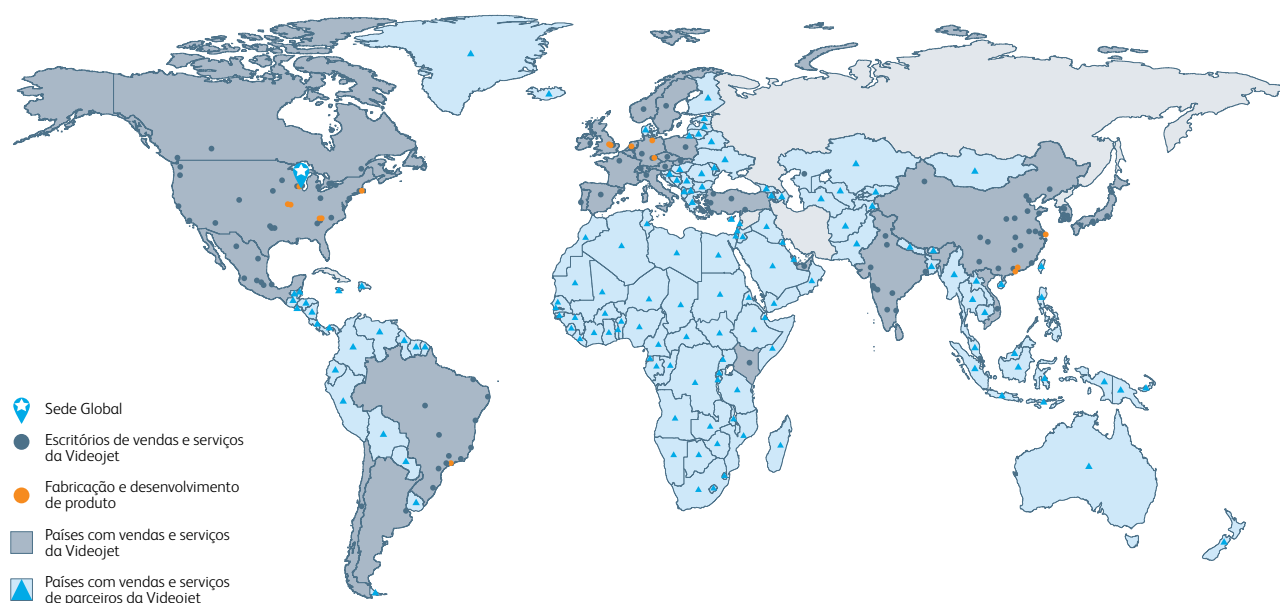 Sede Global
Escritórios de vendas e serviços
da Videojet
Fabricação e desenvolvimento
de produto
Países com vendas e serviços
da Videojet
Países com vendas e serviços
de parceiros da Videojet